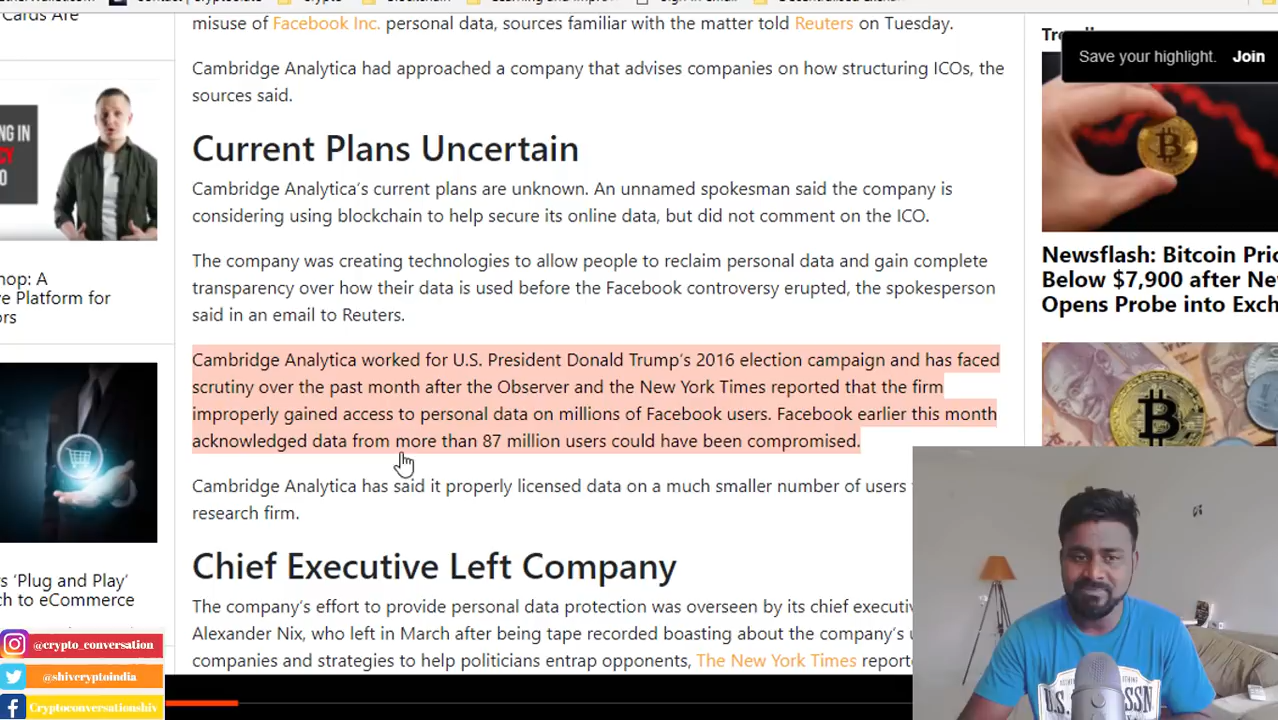 Cards Are
NG IN
CY
O
hop: A
ve Platform for
ors
s 'Plug and Play'
ch to eCommerce
@crypto_conversation
@shivcryptoindia
Cryptoconversationshiv
misuse of Facebook Inc. personal data, sources familiar with the matter told Reuters on Tuesday.
Cambridge Analytica had approached a company that advises companies on how structuring ICOs, the
sources said.
Current Plans Uncertain
Cambridge Analytica's current plans are unknown. An unnamed spokesman said the company is
considering using blockchain to help secure its online data, but did not comment on the ICO.
The company was creating technologies to allow people to reclaim personal data and gain complete
transparency over how their data is used before the Facebook controversy erupted, the spokesperson
said in an email to Reuters.
Cambridge Analytica worked for U.S. President Donald Trump's 2016 election campaign and has faced
scrutiny over the past month after the Observer and the New York Times reported that the firm
improperly gained access to personal data on millions of Facebook users. Facebook earlier this month
acknowledged data from more than 87 million users could have been compromised.
Cambridge Analytica has said it properly licensed data on a much smaller number of users
research firm.
Chief Executive Left Company
The company's effort to provide personal data protection was overseen by its chief executiv
Alexander Nix, who left in March after being tape recorded boasting about the company's u
companies and strategies to help politicians entrap opponents, The New York Times report
Save your highlight. Join
Newsflash: Bitcoin Pric
Below $7,900 after Ne
Opens Probe into Exch
U.S. SSN